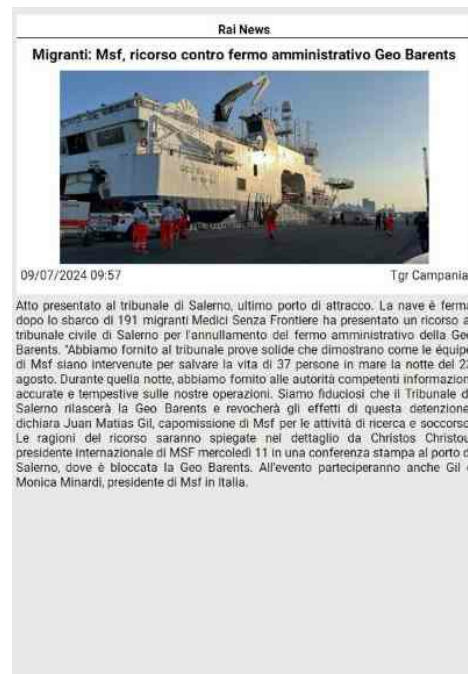 Rai News
Migranti: Msf, ricorso contro fermo amministrativo Geo Barents
09/07/2024 09:57
Tgr Campania
Atto presentato al tribunale di Salerno, ultimo porto di attracco. La nave è ferma
dopo lo sbarco di 191 migranti Medici Senza Frontiere ha presentato un ricorso a
tribunale civile di Salerno per l'annullamento del fermo amministrativo della Geo
Barents. "Abbiamo fornito al tribunale prove solide che dimostrano come le équipe
di Msf siano intervenute per salvare la vita di 37 persone in mare la notte del 2
agosto. Durante quella notte, abbiamo fornito alle autorità competenti informazion
accurate e tempestive sulle nostre operazioni. Siamo fiduciosi che il Tribunale d
Salerno rilascerà la Geo Barents e revocherà gli effetti di questa detenzione
dichiara Juan Matias Gil, capomissione di Msf per le attività di ricerca e soccorso
Le ragioni del ricorso saranno spiegate nel dettaglio da Christos Christou
presidente internazionale di MSF mercoledì 11 in una conferenza stampa al porto d
Salerno, dove è bloccata la Geo Barents. All'evento parteciperanno anche Gil
Monica Minardi, presidente di Msf in Italia.